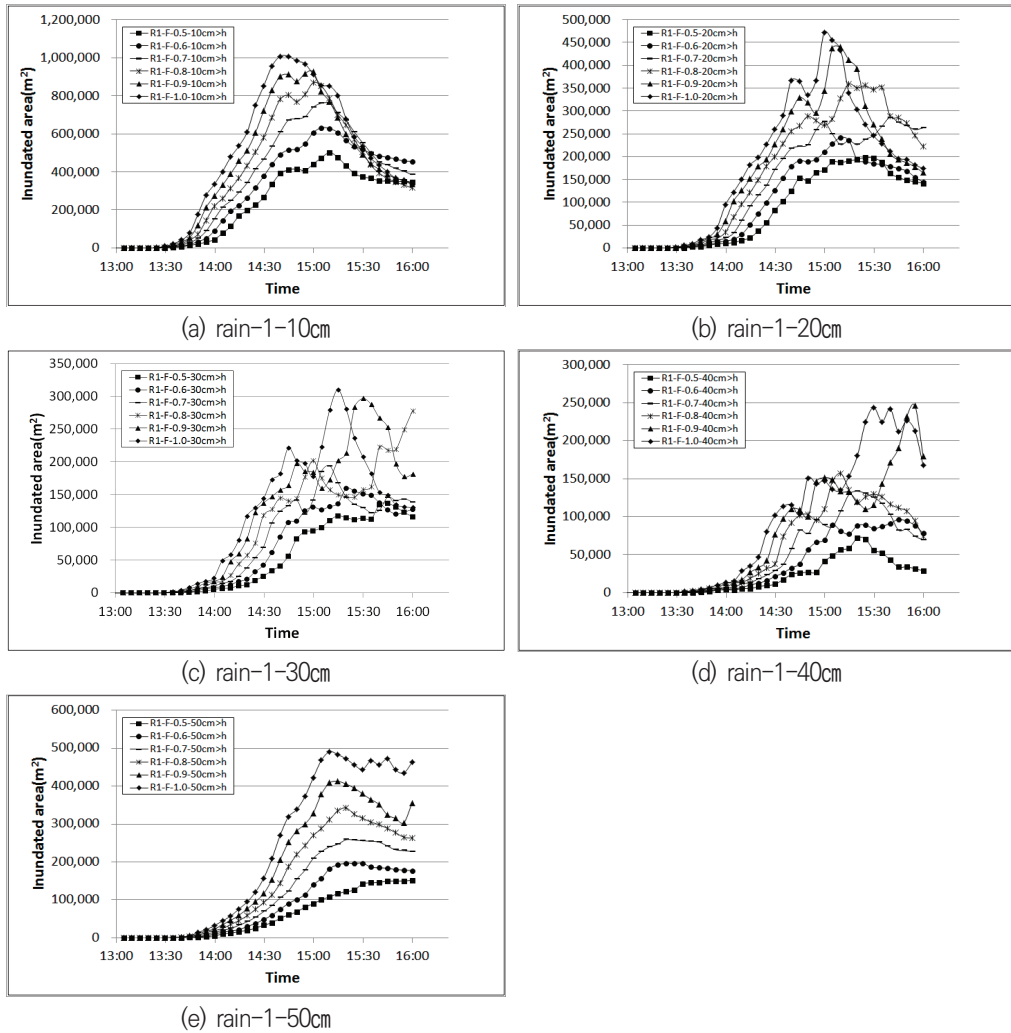 1,200,000
1,000,000
800,000
600,000
400,000
200,000
0
Inundated area(m²)
R1-F-0.5-10cm>h
R1-F-0.6-10cm>h
R1-F-0.7-10cm>h
R1-F-0.8-10cm>h
R1-F-0.9-10cm>h
R1-F-1.0-10cm>h
13:00 13:30 14:00 14:30 15:00 15:30 16:00
Time
(a) rain-1-10㎝
500,000
450,000
400,000
350,000
300,000
250,000
200,000
150,000
100,000
50,000
0
Inundated area(m²)
R1-F-0.5-20cm>h
R1-F-0.6-20cm>h
R1-F-0.7-20cm>h
R1-F-0.8-20cm>h
R1-F-0.9-20cm>h
R1-F-1.0-20cm>h
13:00 13:30 14:00 14:30 15:00 15:30 16:00
Time
(b) rain-1-20㎝
350,000
300,000
250,000
200,000
150,000
100,000
50,000
0
Inundated area(m²)
R1-F-0.5-30cm>h
R1-F-0.6-30cm>h
R1-F-0.7-30cm>h
R1-F-0.8-30cm>h
R1-F-0.9-30cm>h
R1-F-1.0-30cm>h
13:00 13:30 14:00 14:30 15:00 15:30 16:00
Time
(c) rain-1-30㎝
300,000
250,000
200,000
150,000
100,000
50,000
0
Inundated area(m²)
R1-F-0.5-40cm>h
R1-F-0.6-40cm>h
R1-F-0.7-40cm>h
R1-F-0.8-40cm>h
R1-F-0.9-40cm>h
R1-F-1.0-40cm>h
13:00 13:30 14:00 14:30 15:00 15:30 16:00
Time
(d) rain-1-40㎝
600,000
500,000
400,000
300,000
200,000
100,000
0
Inundated area(m²)
R1-F-0.5-50cm>h
R1-F-0.6-50cm>h
R1-F-0.7-50cm>h
R1-F-0.8-50cm>h
R1-F-0.9-50cm>h
R1-F-1.0-50cm>h
13:00 13:30 14:00 14:30 15:00 15:30 16:00
Time
(e) rain-1-50㎝